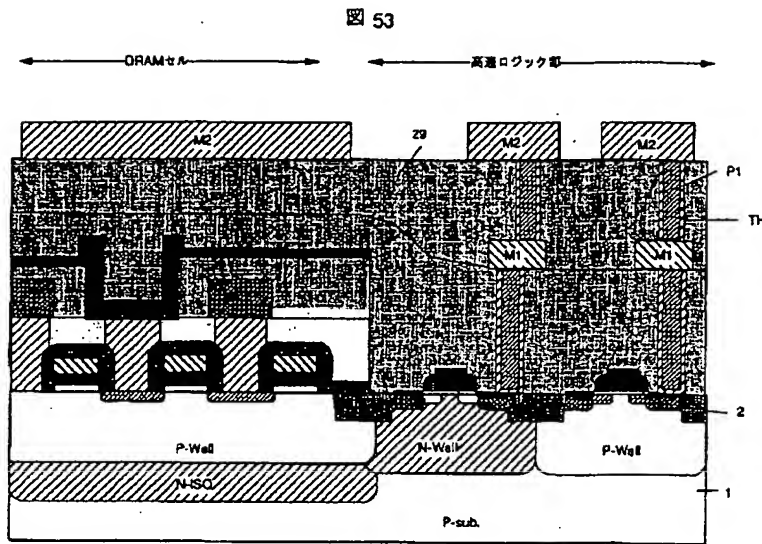 図 53
DRAMセル
高速ロジック部
M2
29
M2
M2
P1
TH
M1
M1
2
P-Well
N-Well
P-Well
N-ISO
1
P-sub.